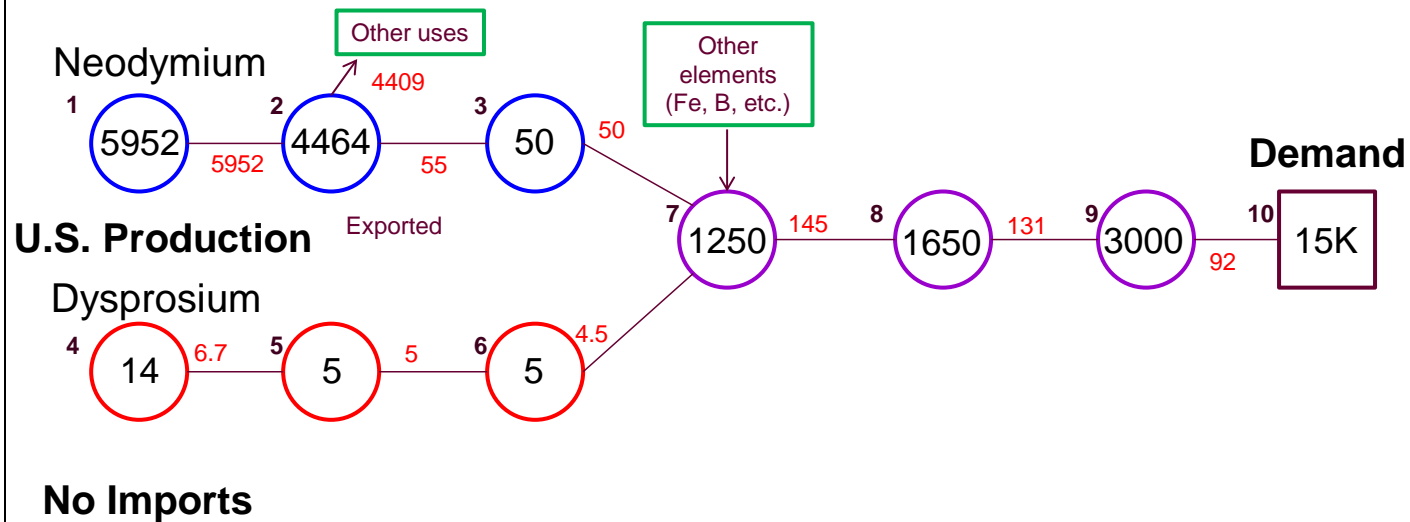 Other uses
Neodymium
4409
Other
elements
(Fe, B, etc.)
1
2
3
5952
4464
50
5952
55
50
Demand
U.S. Production
Exported
7
1250
145
8
1650
131
9
3000
92
10
15K
Dysprosium
4
14
6.7
5
5
5
6
5
4.5
No Imports